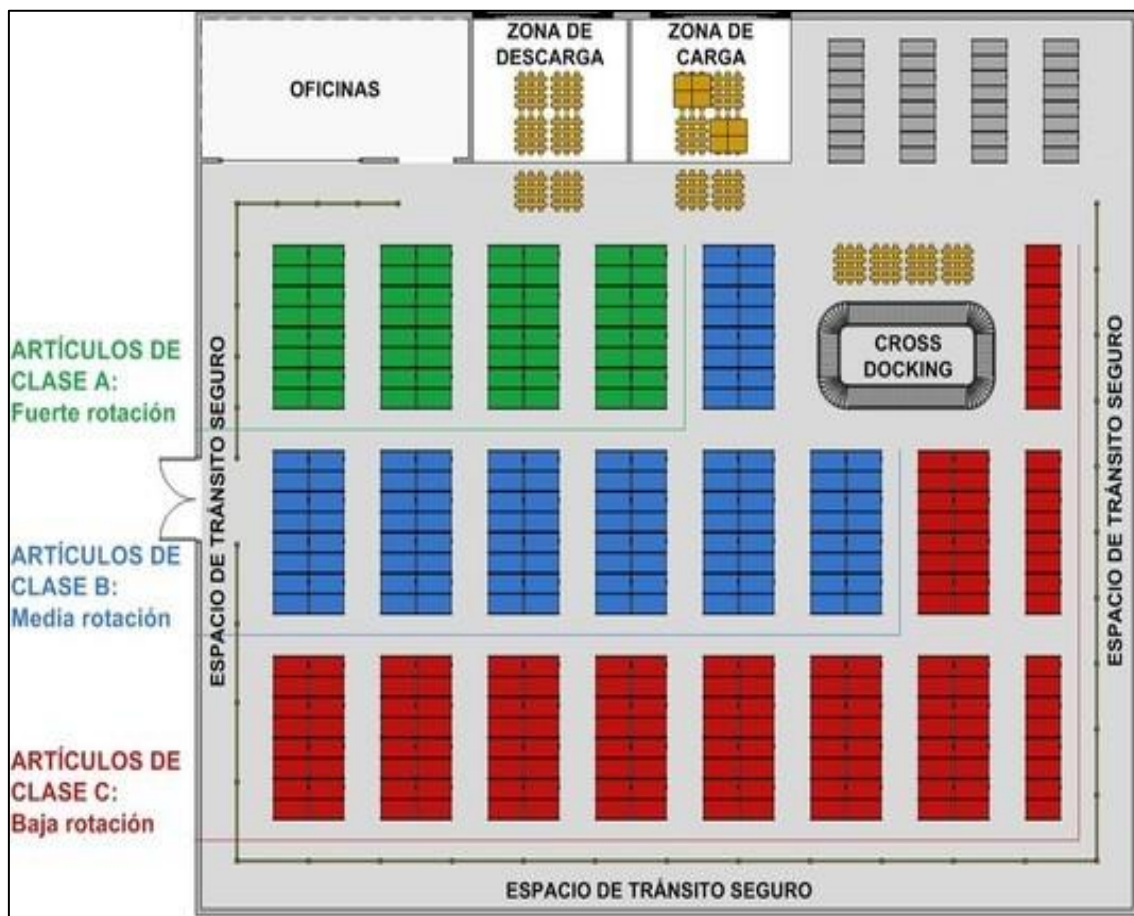 OFICINAS
ZONA DE
DESCARGA
ZONA DE
CARGA
ARTÍCULOS DE
CLASE A:
Fuerte rotación
CROSS
DOCKING
ESPACIO DE TRÁNSITO SEGURO
ESPACIO DE TRÁNSITO SEGURO
ARTÍCULOS DE
CLASE B:
Media rotación
ARTÍCULOS DE
CLASE C:
Baja rotación
ESPACIO DE TRÁNSITO SEGURO